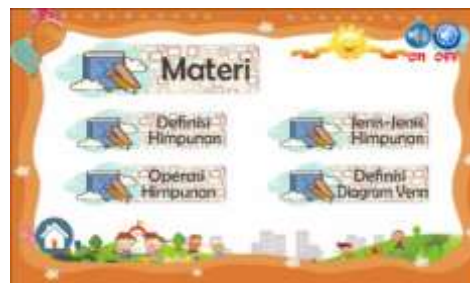 Materi
ON OFF
Definisi
Himpunan
Jenis-Jenis
Himpunan
Operasi
Himpunan
Definisi
Diagram Venn